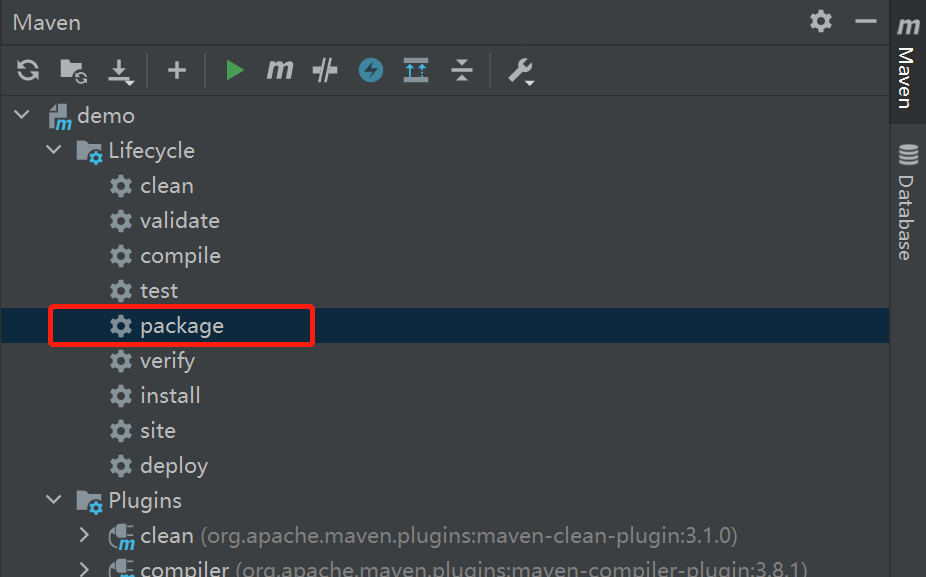 Maven
demo
Lifecycle
clean
validate
compile
test
package
verify
install
site
deploy
Plugins
clean (org.apache.maven.plugins:maven-clean-plugin:3.1.0)
compiler (org.apache.maven.plugins:maven-compiler-plugin:3.8.1)
Maven
Database